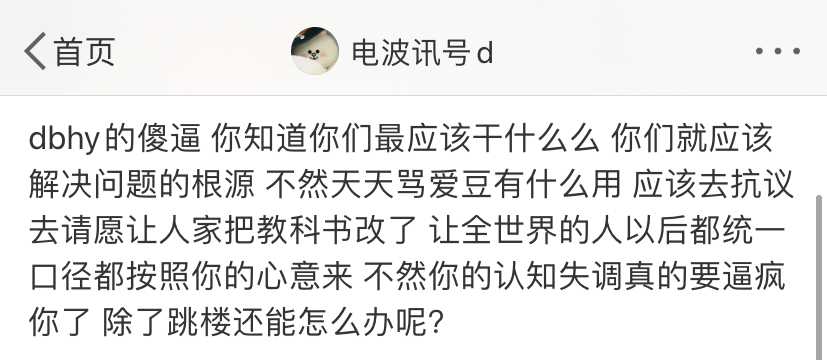 首页
电波讯号d
dbhy的傻逼 你知道你们最应该干什么么 你们就应该
解决问题的根源 不然天天骂爱豆有什么用 应该去抗议
去请愿让人家把教科书改了 让全世界的人以后都统一
口径都按照你的心意来 不然你的认知失调真的要逼疯
你了 除了跳楼还能怎么办呢?